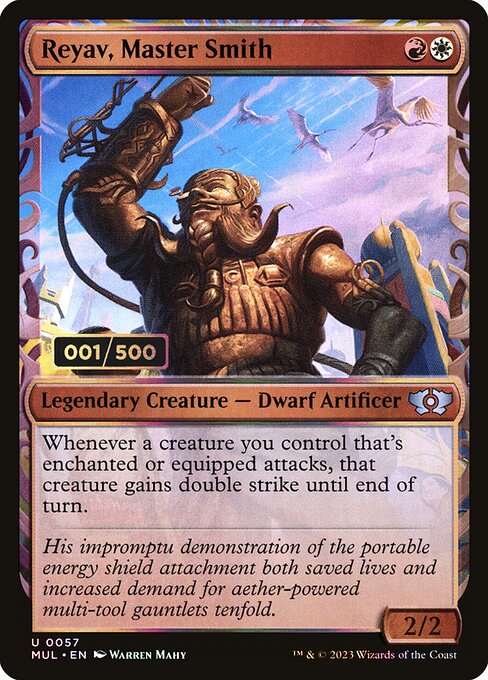 Reyav, Master Smith
001/500
Legendary Creature — Dwarf Artificer
Whenever a creature you control that's
enchanted or equipped attacks, that
creature gains double strike until end of
turn.
His impromptu demonstration of the portable
energy shield attachment both saved lives and
increased demand for aether-powered
multi-tool gauntlets tenfold.
2/2
U 0057
MUL • EN Warren Mahy
™ & © 2023 Wizards of the Coast